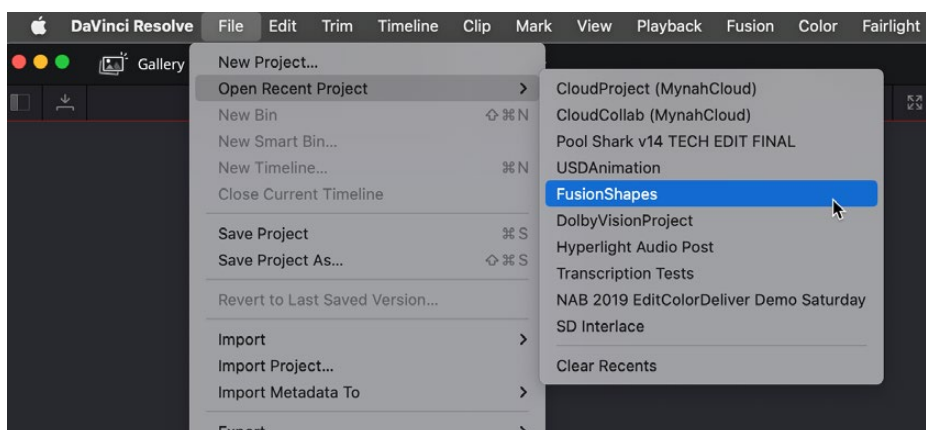 DaVinci Resolve File Edit Trim Timeline Clip Mark View Playback Fusion Color Fairlight
Gallery
New Project...
Open Recent Project
New Bin ⇧⌘N
New Smart Bin...
New Timeline... ⌘N
Close Current Timeline
Save Project ⌘S
Save Project As... ⇧⌘S
Revert to Last Saved Version...
Import
Import Project...
Import Metadata To
Export
CloudProject (MynahCloud)
CloudCollab (MynahCloud)
Pool Shark v14 TECH EDIT FINAL
USDAnimation
FusionShapes
DolbyVisionProject
Hyperlight Audio Post
Transcription Tests
NAB 2019 EditColorDeliver Demo Saturday
SD Interlace
Clear Recents